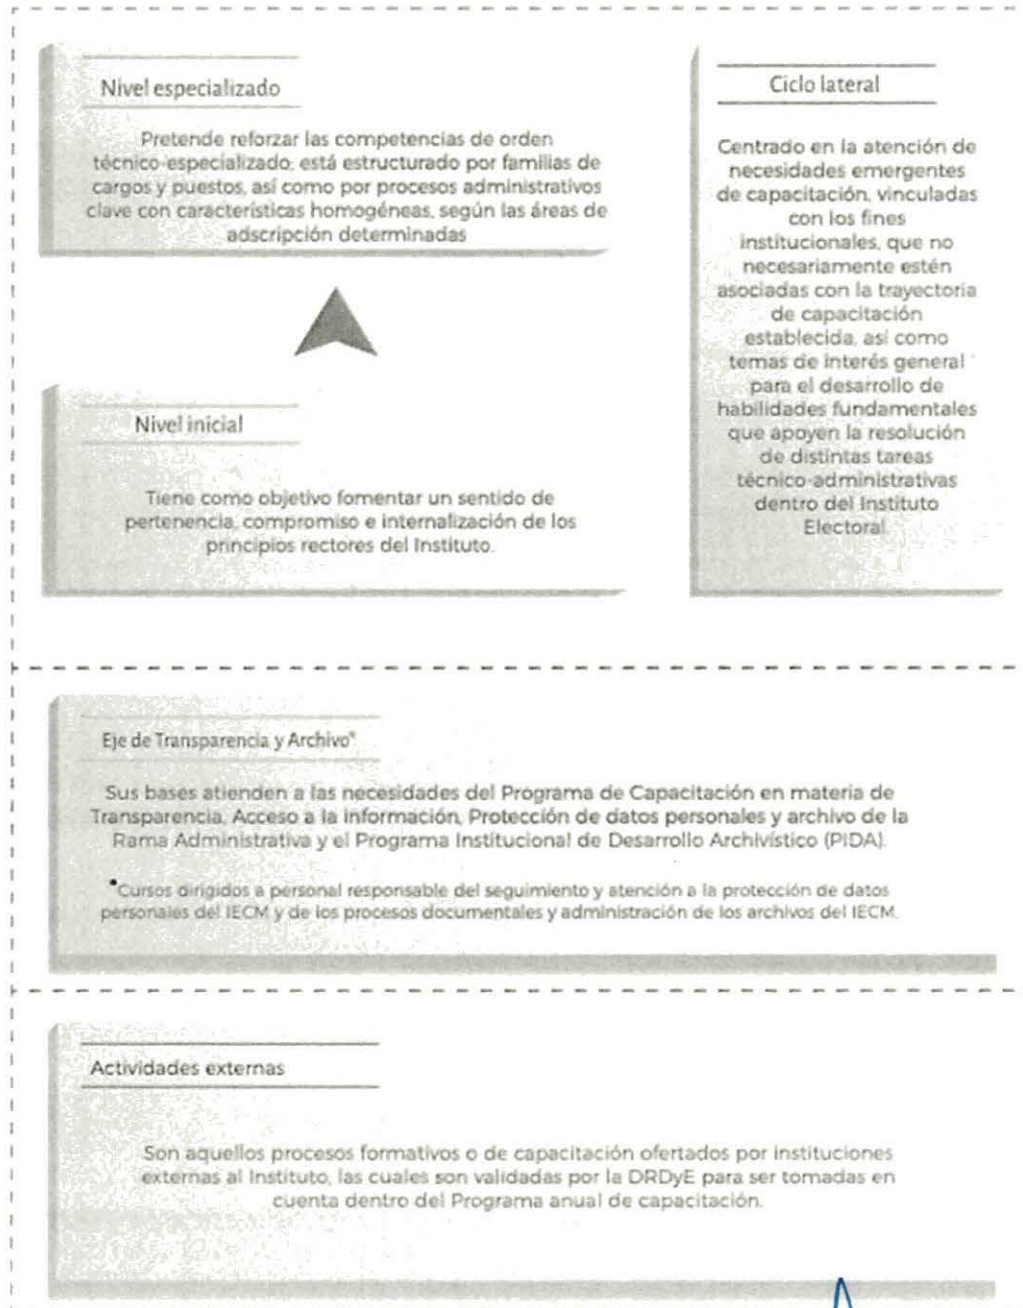 Nivel especializado
Pretende reforzar las competencias de orden
técnico-especializado, está estructurado por familias de
cargos y puestos, así como por procesos administrativos
clave con características homogéneas, según las áreas de
adscripción determinadas
Nivel inicial
Tiene como objetivo fomentar un sentido de
pertenencia, compromiso e internalización de los
principios rectores del Instituto.
Ciclo lateral
Centrado en la atención de
necesidades emergentes
de capacitación, vinculadas
con los fines
institucionales, que no
necesariamente estén
asociadas con la trayectoria
de capacitación
establecida, así como
temas de interés general
para el desarrollo de
habilidades fundamentales
que apoyen la resolución
de distintas tareas
técnico-administrativas
dentro del Instituto
Electoral.
Eje de Transparencia y Archivo*
Sus bases atienden a las necesidades del Programa de Capacitación en materia de
Transparencia, Acceso a la información, Protección de datos personales y archivo de la
Rama Administrativa y el Programa Institucional de Desarrollo Archivístico (PIDA).
*Cursos dirigidos a personal responsable del seguimiento y atención a la protección de datos
personales del IECM y de los procesos documentales y administración de los archivos del IECM.
Actividades externas
Son aquellos procesos formativos o de capacitación ofertados por instituciones
externas al Instituto, las cuales son validadas por la DRDyE para ser tomadas en
cuenta dentro del Programa anual de capacitación.